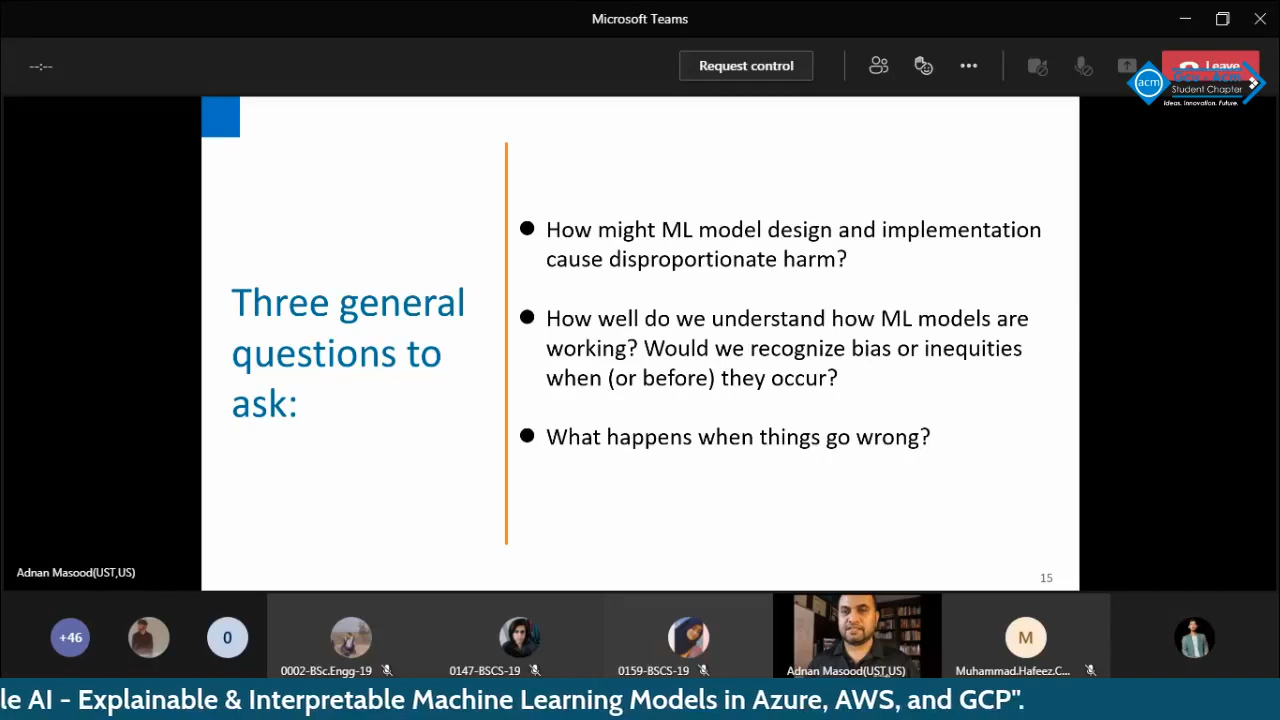 Microsoft Teams
--:--
Request control
Leave
acm
GCU - Acm
Student Chapter
Ideas. Innovation. Future.
Three general
questions to
ask:
● How might ML model design and implementation
cause disproportionate harm?
● How well do we understand how ML models are
working? Would we recognize bias or inequities
when (or before) they occur?
● What happens when things go wrong?
15
Adnan Masood(UST,US)
+46
0
0002-BSc.Engg-19
0147-BSCS-19
0159-BSCS-19
Adnan Masood(UST,US)
M
Muhammad.Hafeez.C...
le AI - Explainable & Interpretable Machine Learning Models in Azure, AWS, and GCP".